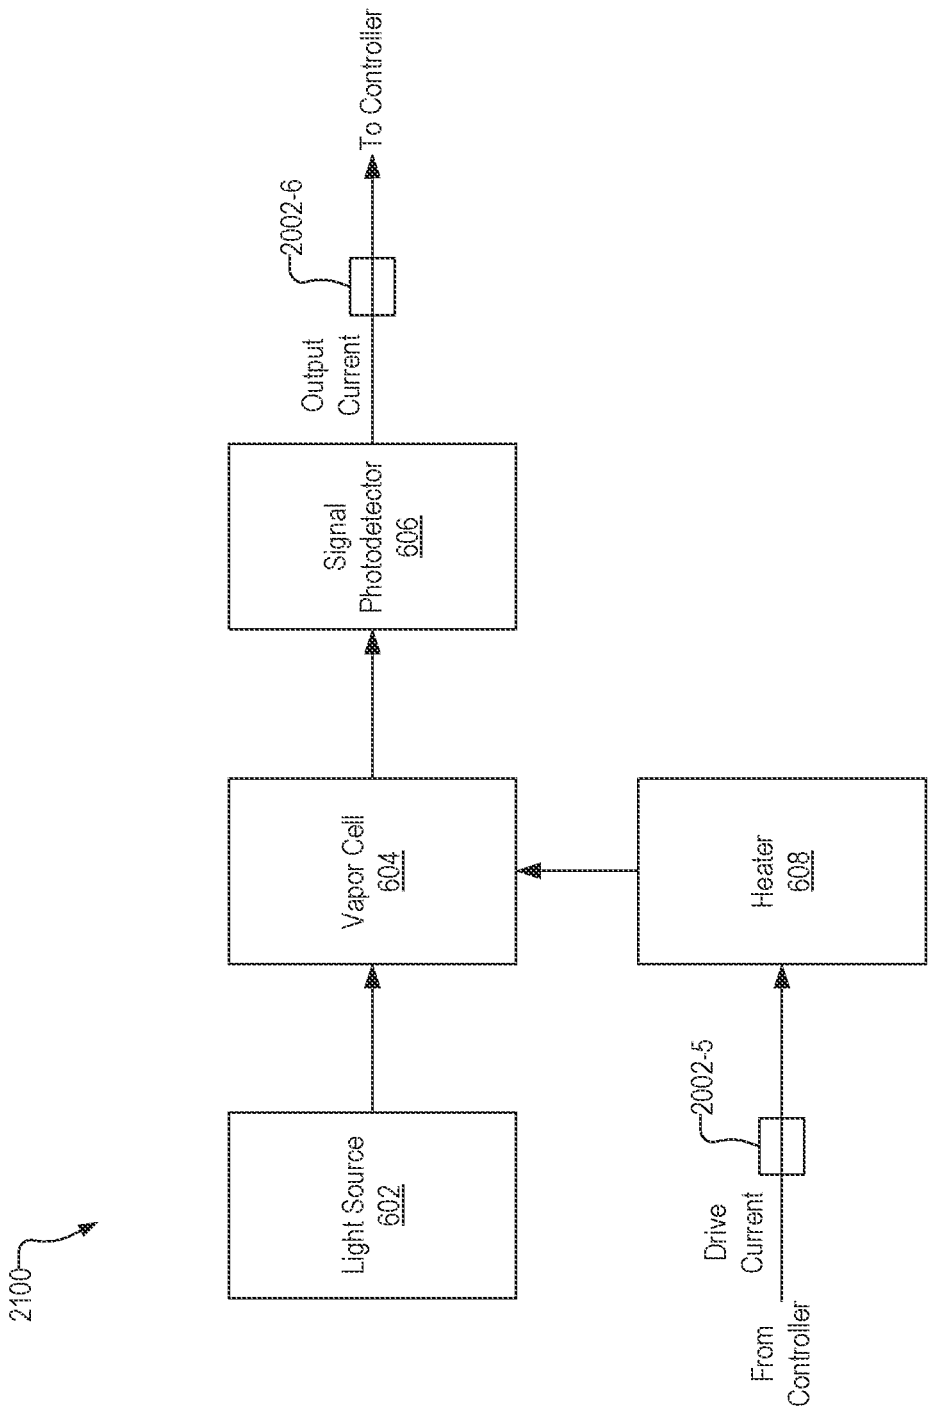 2100
Light Source
602
Vapor Cell
604
Signal
Photodetector
606
Output
Current
2002-6
To Controller
From
Controller
Drive
Current
2002-5
Heater
608